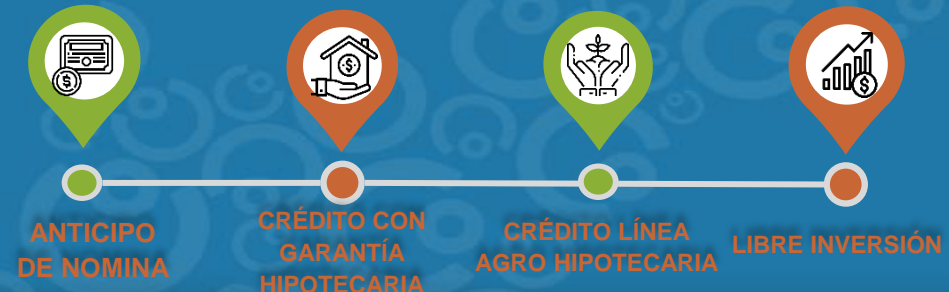 ANTICIPO
DE NOMINA
CRÉDITO CON
GARANTÍA
HIPOTECARIA
CRÉDITO LÍNEA
AGRO HIPOTECARIA
LIBRE INVERSIÓN